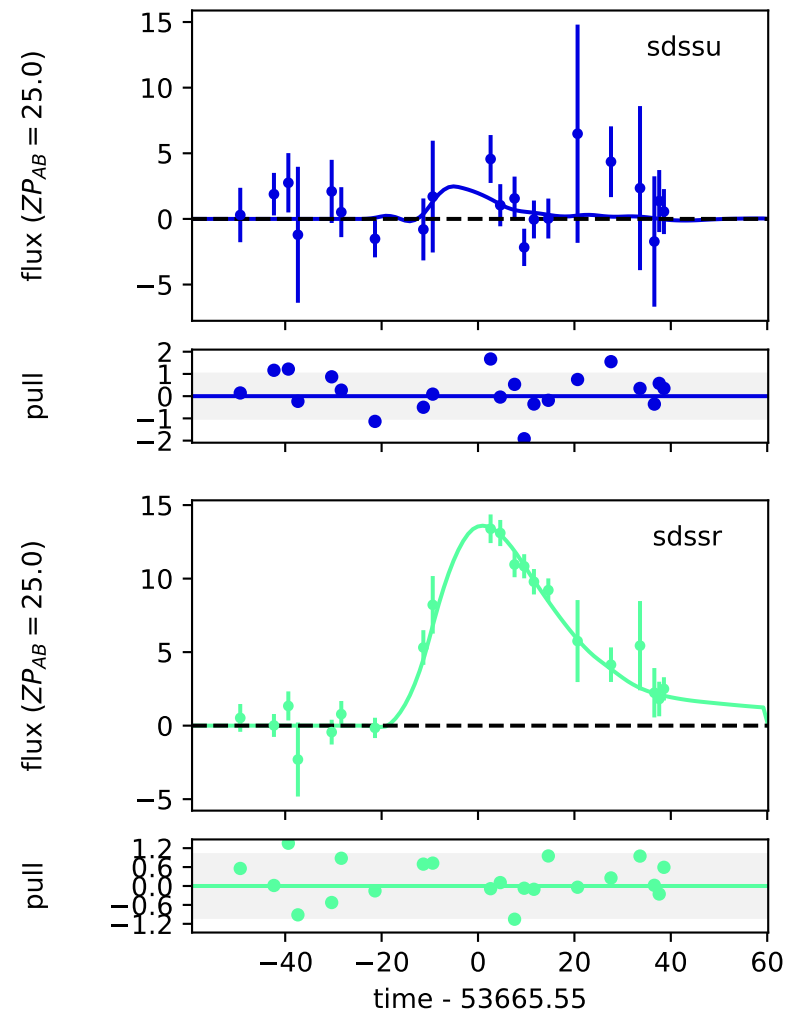 15
sdssu
10
5
0
−5
flux (ZP_AB = 25.0)
2
1
0
−1
−2
pull
15
sdssr
10
5
0
−5
flux (ZP_AB = 25.0)
1.2
0.6
0.0
−0.6
−1.2
pull
−40 −20 0 20 40 60
time - 53665.55